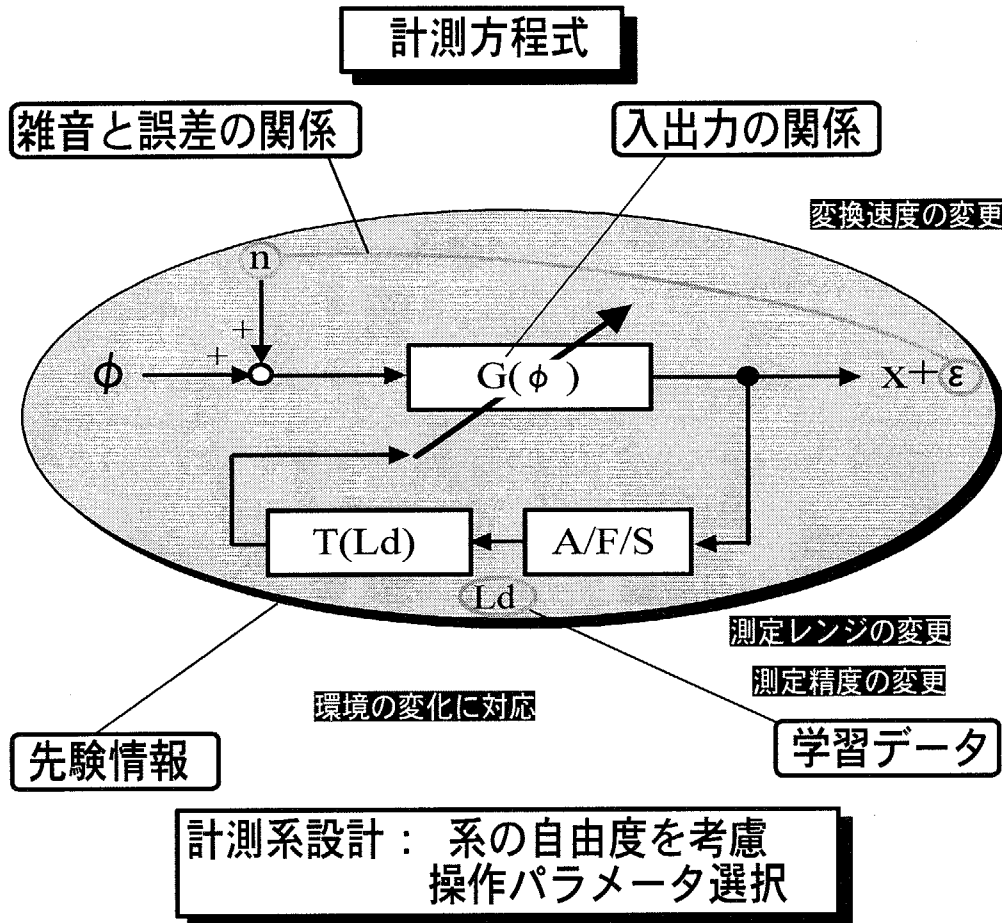 計測方程式
雑音と誤差の関係
入出力の関係
変換速度の変更
n
+
+
ϕ
G(ϕ)
x+ε
T(Ld)
A/F/S
Ld
測定レンジの変更
測定精度の変更
環境の変化に対応
先験情報
学習データ
計測系設計： 系の自由度を考慮
操作パラメータ選択